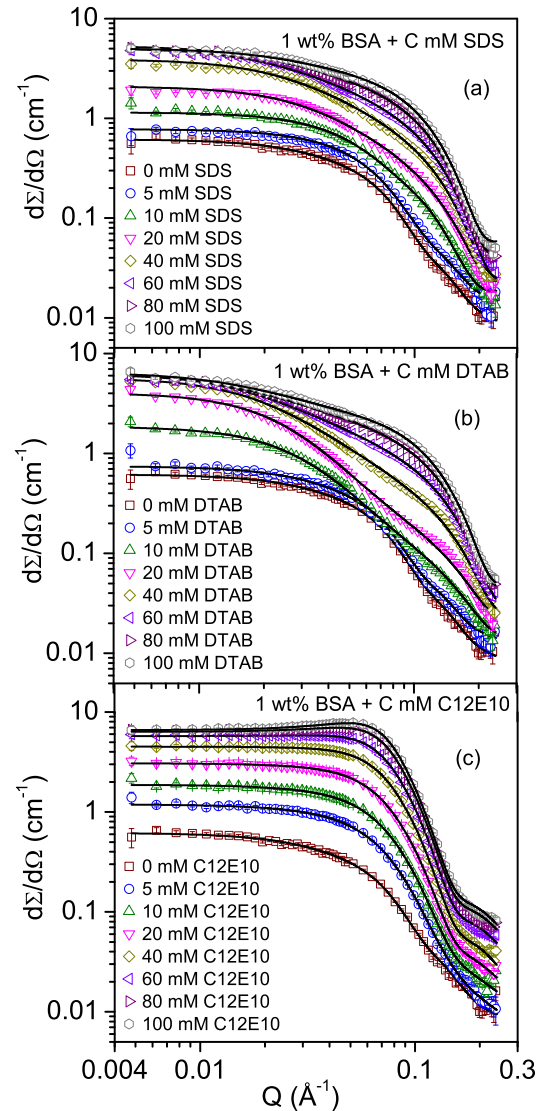 1 wt% BSA + C mM SDS
(a)
10
1
0.1
0.01
dΣ/dΩ (cm⁻¹)
0 mM SDS
5 mM SDS
10 mM SDS
20 mM SDS
40 mM SDS
60 mM SDS
80 mM SDS
100 mM SDS
1 wt% BSA + C mM DTAB
(b)
10
1
0.1
0.01
dΣ/dΩ (cm⁻¹)
0 mM DTAB
5 mM DTAB
10 mM DTAB
20 mM DTAB
40 mM DTAB
60 mM DTAB
80 mM DTAB
100 mM DTAB
1 wt% BSA + C mM C12E10
(c)
10
1
0.1
0.01
dΣ/dΩ (cm⁻¹)
0 mM C12E10
5 mM C12E10
10 mM C12E10
20 mM C12E10
40 mM C12E10
60 mM C12E10
80 mM C12E10
100 mM C12E10
0.004 0.01 0.1 0.3
Q (Å⁻¹)